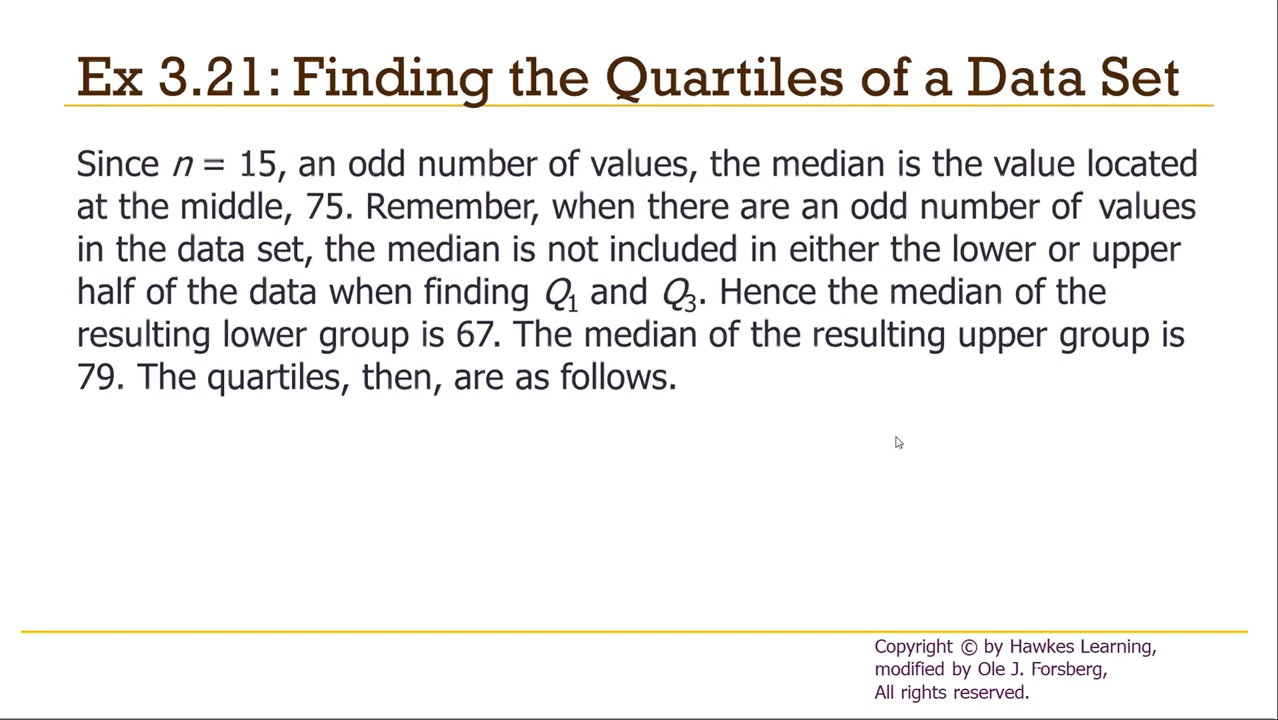 Ex 3.21: Finding the Quartiles of a Data Set
Since n = 15, an odd number of values, the median is the value located
at the middle, 75. Remember, when there are an odd number of values
in the data set, the median is not included in either the lower or upper
half of the data when finding Q₁ and Q₃. Hence the median of the
resulting lower group is 67. The median of the resulting upper group is
79. The quartiles, then, are as follows.
Copyright © by Hawkes Learning,
modified by Ole J. Forsberg,
All rights reserved.